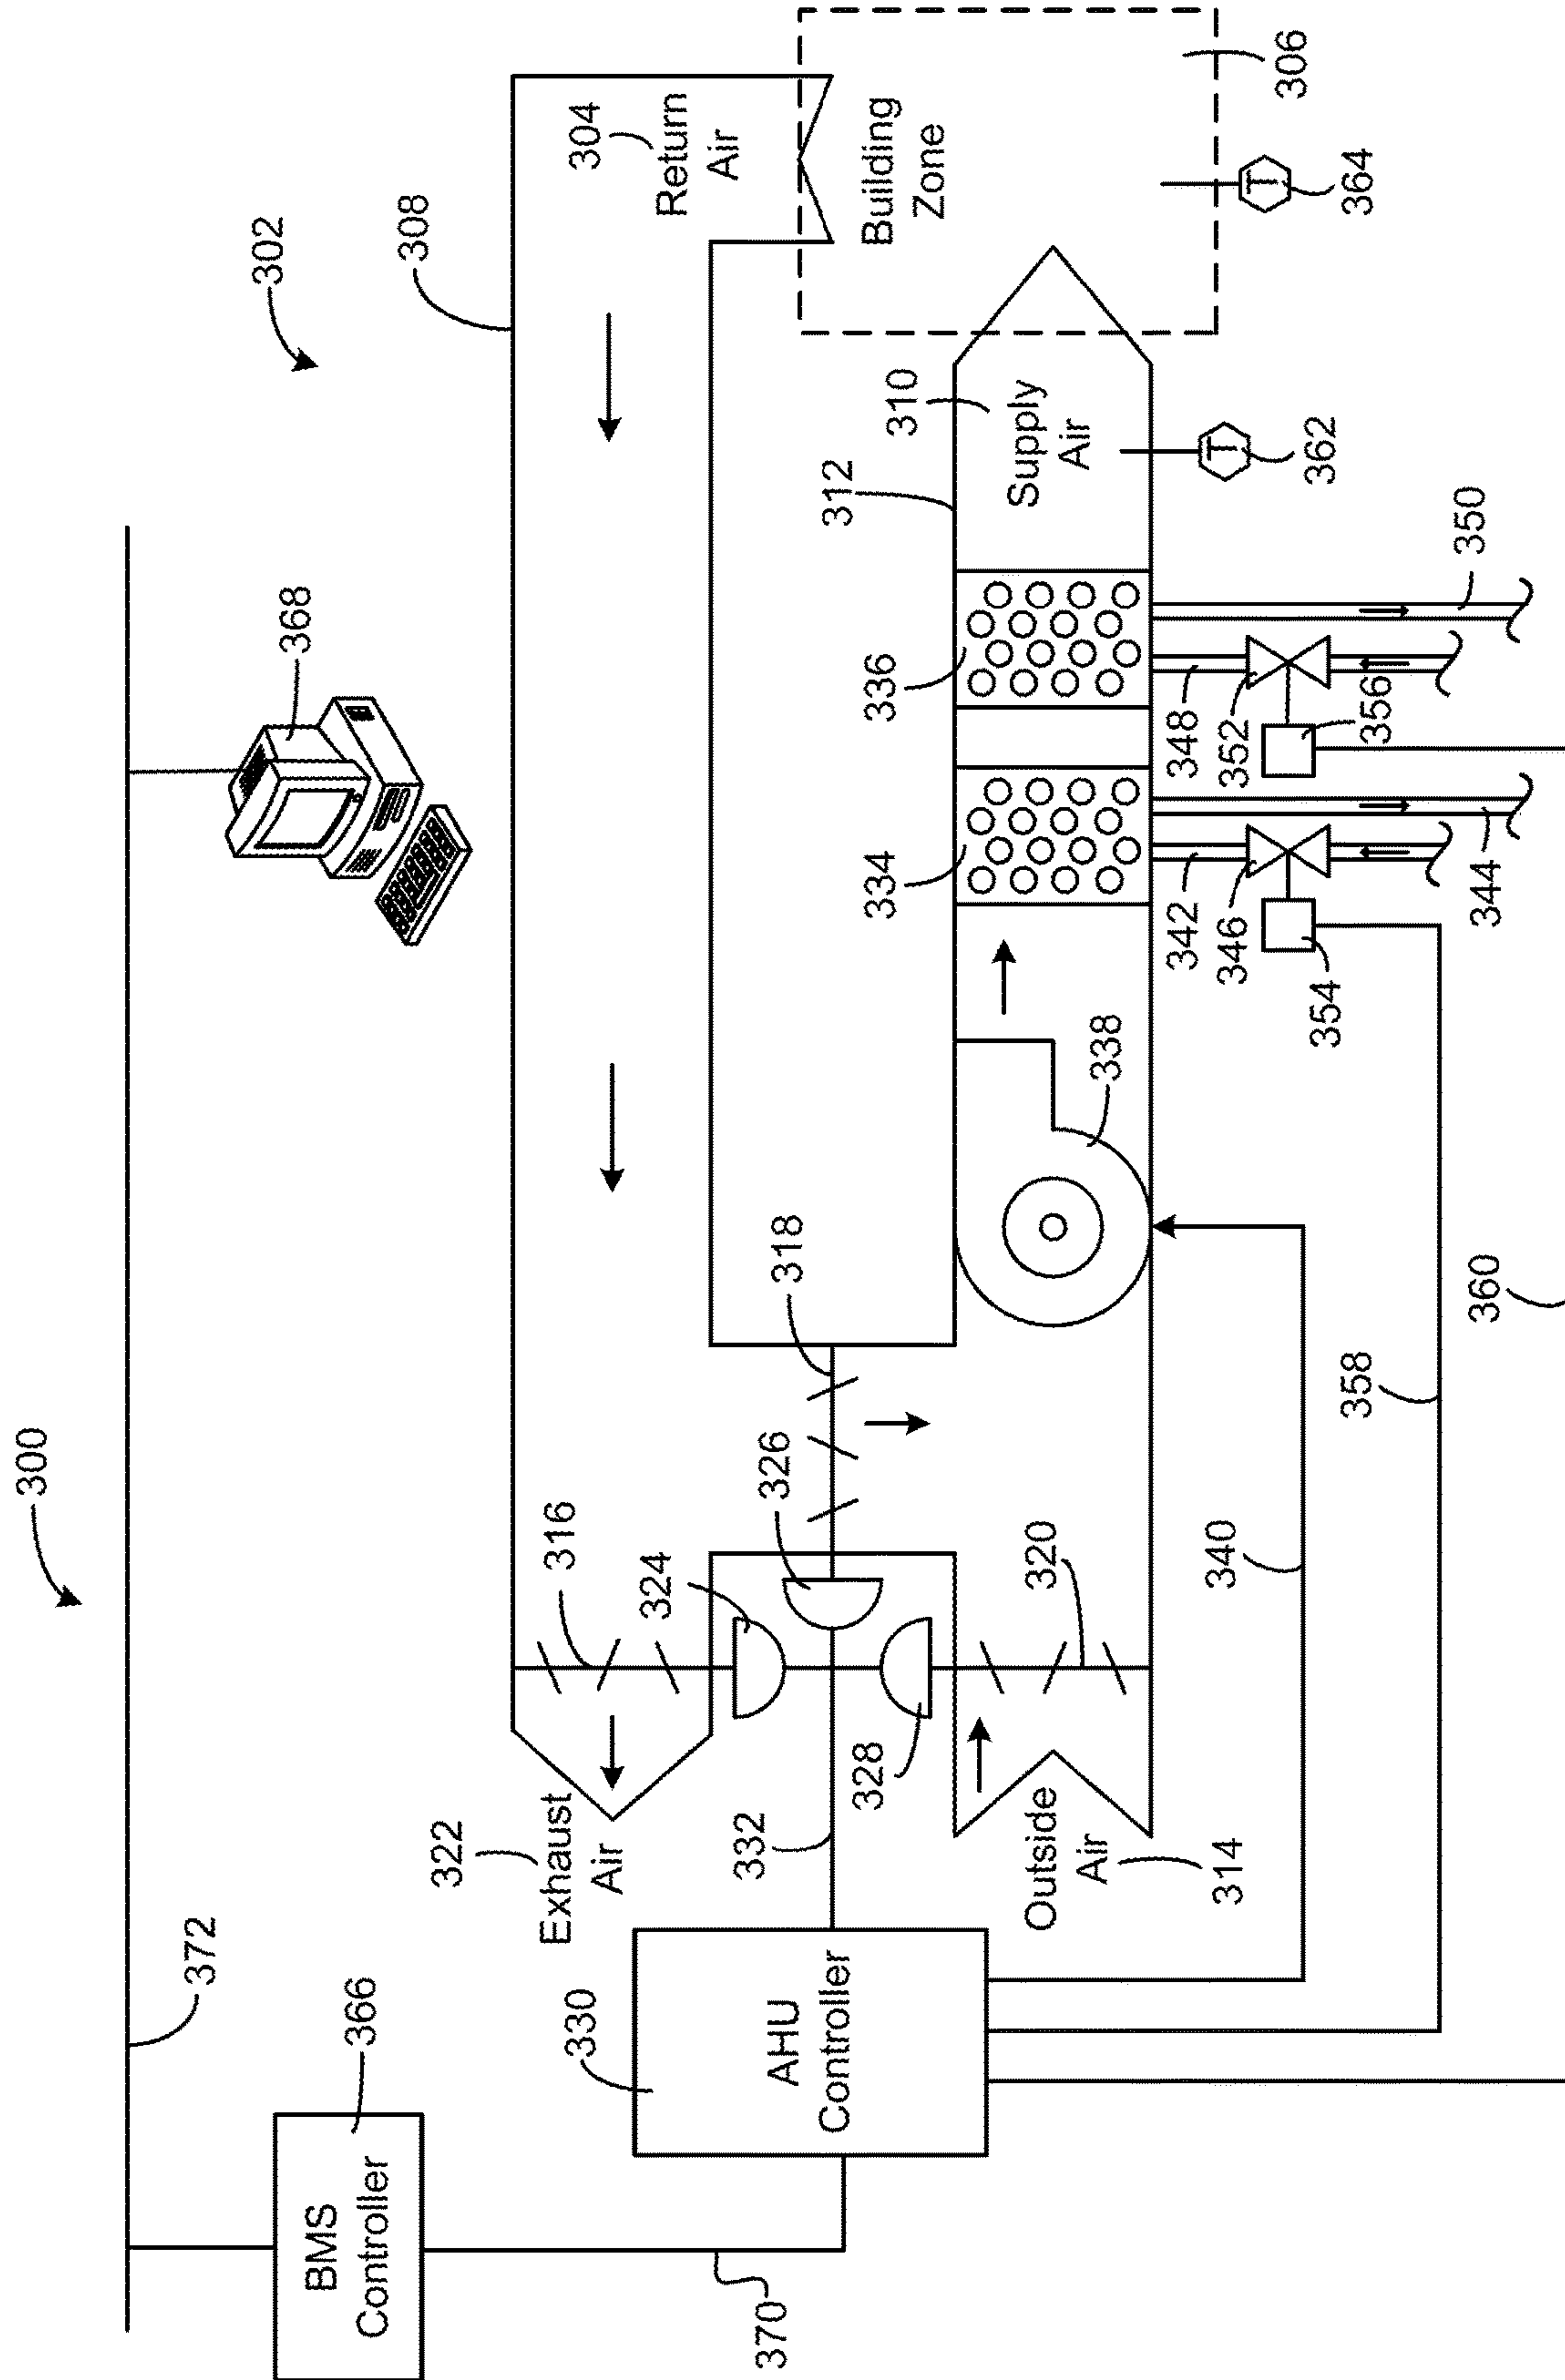 300
372
366
BMS
Controller
370
368
302
308
304
Return
Air
Building
Zone
306
364
T
322
Exhaust
Air
316
324
326
318
332
328
330
AHU
Controller
Outside
Air
314
320
340
338
312
310
Supply
Air
334
336
362
T
342
346
354
344
348
352
356
350
358
360